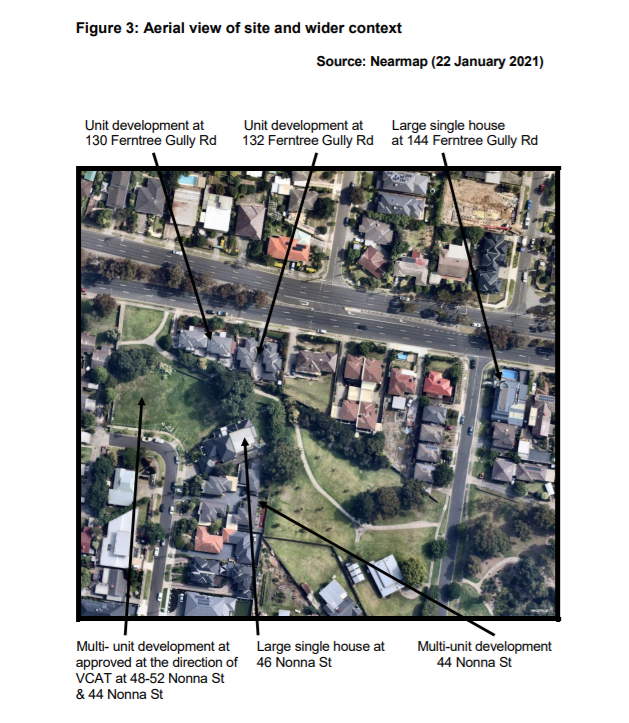 Figure 3: Aerial view of site and wider context
Source: Nearmap (22 January 2021)
Unit development at
130 Ferntree Gully Rd
Unit development at
132 Ferntree Gully Rd
Large single house
at 144 Ferntree Gully Rd
nearmap
Multi- unit development at
approved at the direction of
VCAT at 48-52 Nonna St
& 44 Nonna St
Large single house at
46 Nonna St
Multi-unit development
44 Nonna St